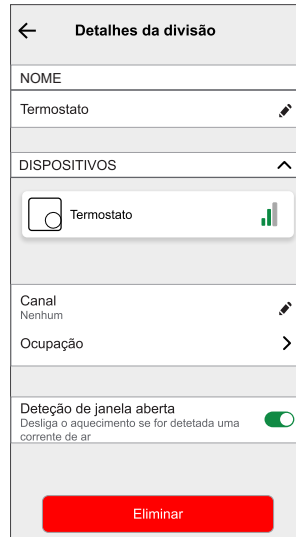 Detalhes da divisão
NOME
Termostato
DISPOSITIVOS
Termostato
Canal
Nenhum
Ocupação
Deteção de janela aberta
Desliga o aquecimento se for detetada uma
corrente de ar
Eliminar